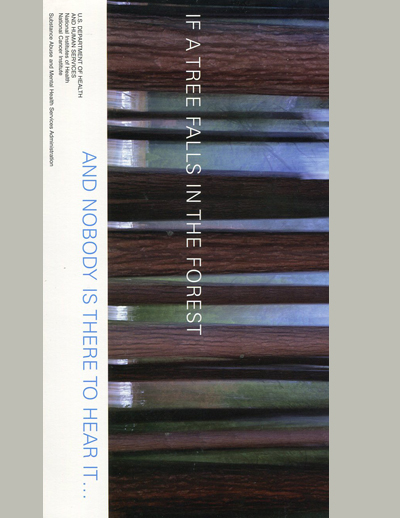 IF A TREE FALLS IN THE FOREST
AND NOBODY IS THERE TO HEAR IT...
U.S. DEPARTMENT OF HEALTH
AND HUMAN SERVICES
National Institutes of Health
National Cancer Institute
Substance Abuse and Mental Health Services Administration